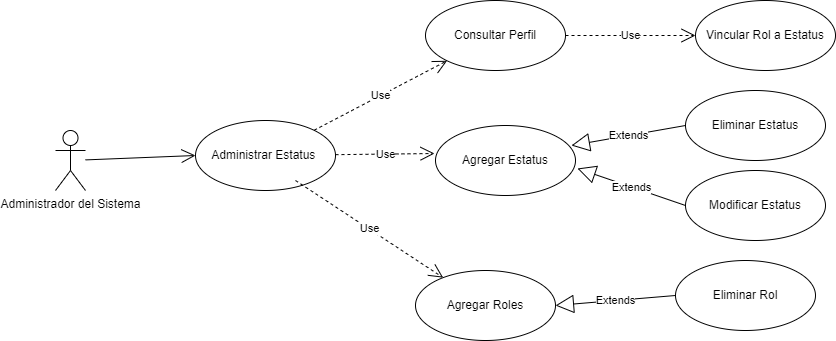 Consultar Perfil
Use
Vincular Rol a Estatus
Use
Administrar Estatus
Use
Agregar Estatus
Extends
Eliminar Estatus
Extends
Modificar Estatus
Administrador del Sistema
Use
Agregar Roles
Extends
Eliminar Rol